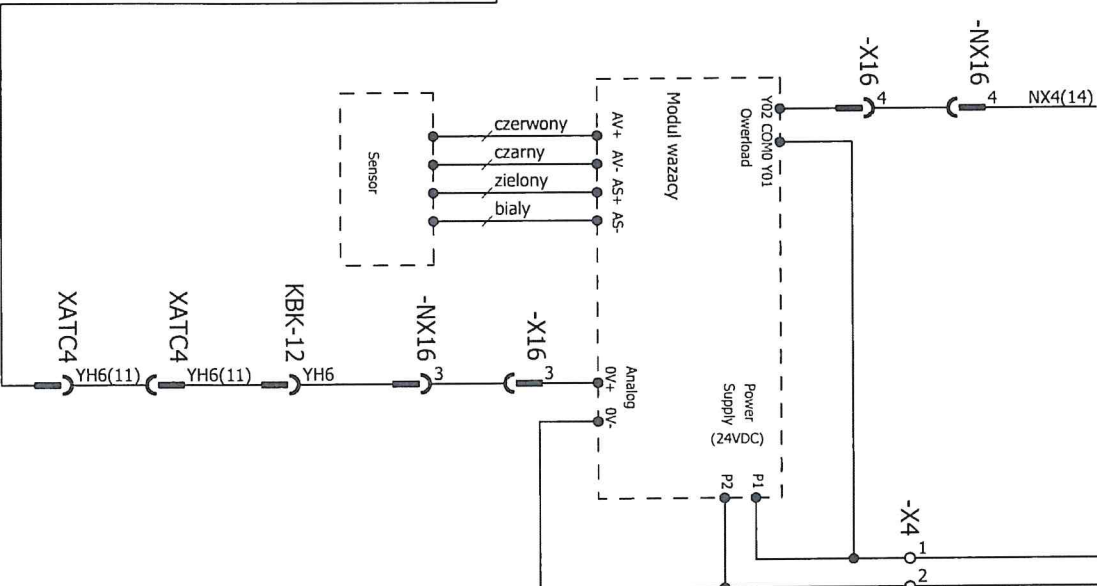 -X16
4
-NX16
4
NX4(14)
Sensor
czerwony
czarny
zielony
bialy
AV+
AV-
AS+
AS-
Modul wazacy
Y02 COM0 Y01
Owerload
XATC4
YH6(11)
XATC4
YH6(11)
KBK-12
YH6
-NX16
3
-X16
3
Analog
0V+
0V-
Power
Supply
(24VDC)
P2
P1
-X4
1
2